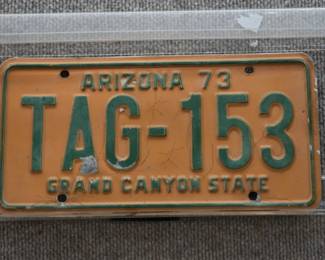 ARIZONA 73
TAG-153
GRAND CANYON STATE